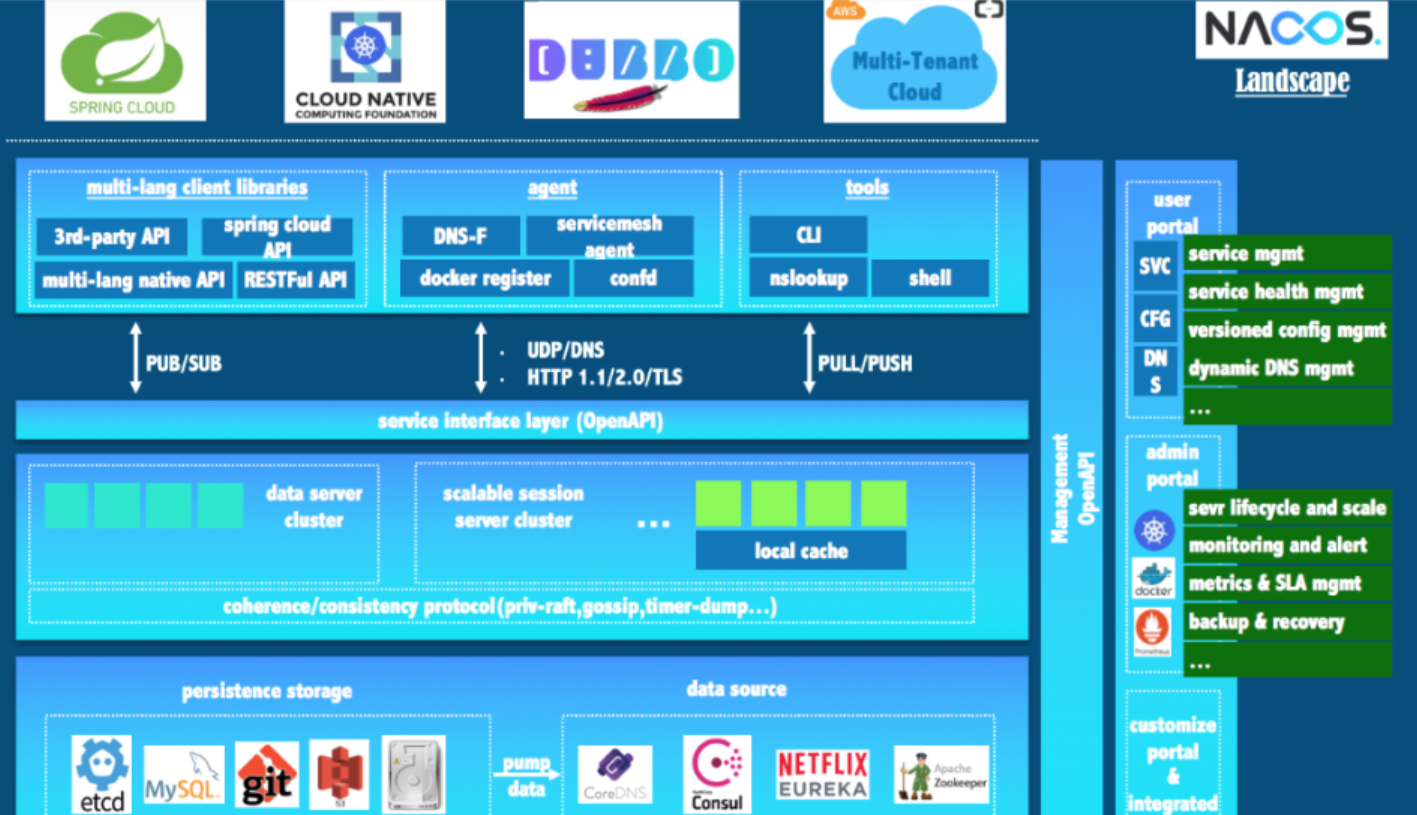 SPRING CLOUD
CLOUD NATIVE
COMPUTING FOUNDATION
DUBBO
AWS
Multi-Tenant
Cloud
NACOS.
Landscape
multi-lang client libraries
3rd-party API
spring cloud
API
multi-lang native API
RESTFul API
agent
DNS-F
servicemesh
agent
docker register
confd
tools
CLI
nslookup
shell
PUB/SUB
· UDP/DNS
· HTTP 1.1/2.0/TLS
PULL/PUSH
service interface layer (OpenAPI)
data server
cluster
scalable session
server cluster
...
local cache
coherence/consistency protocol(priv-raft,gossip,timer-dump...)
persistence storage
etcd
MySQL
git
S3
pump
data
data source
CoreDNS
Consul
NETFLIX
EUREKA
Apache
Zookeeper
Management
OpenAPI
user
portal
SVC
CFG
DN
S
service mgmt
service health mgmt
versioned config mgmt
dynamic DNS mgmt
...
admin
portal
docker
Prometheus
sevr lifecycle and scale
monitoring and alert
metrics & SLA mgmt
backup & recovery
...
customize
portal
&
integrated